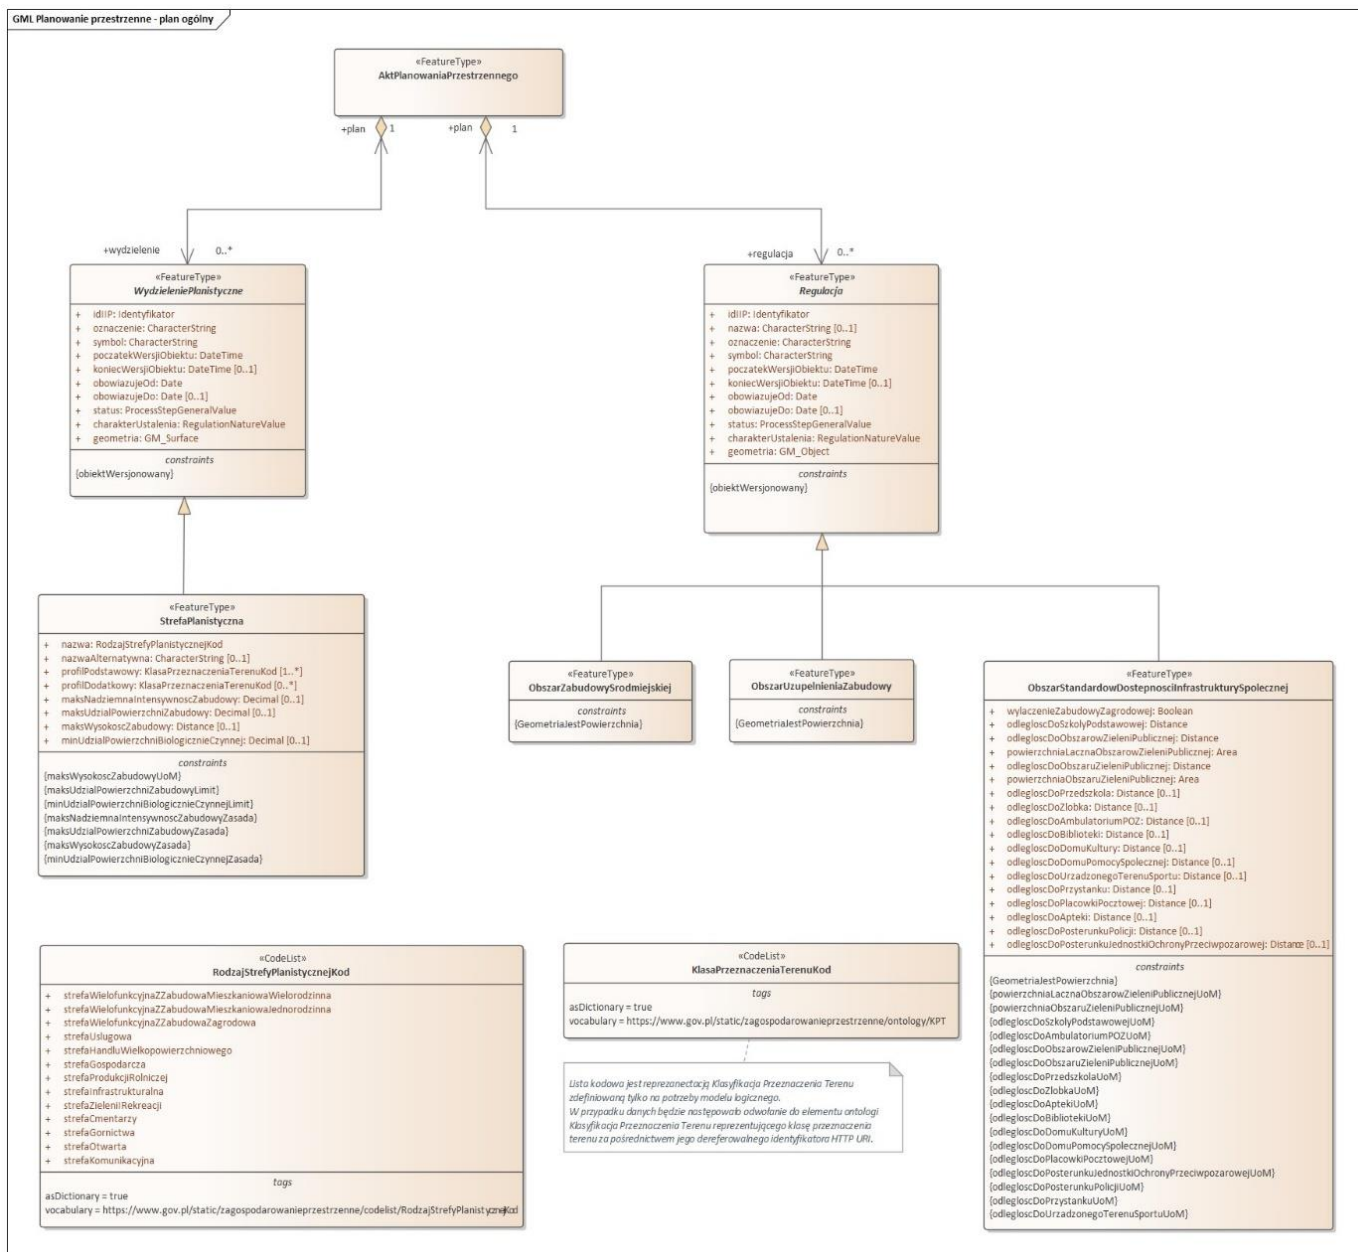 GML Planowanie przestrzenne - plan ogólny
«FeatureType»
AktPlanowaniaPrzestrzennego
+plan
1
+plan
1
+wydzielenie
0..*
+regulacja
0..*
«FeatureType»
WydzieleniePlanistyczne
+ idIIP: Identyfikator
+ oznaczenie: CharacterString
+ symbol: CharacterString
+ poczatekWersjiObiektu: DateTime
+ koniecWersjiObiektu: DateTime [0..1]
+ obowiazujeOd: Date
+ obowiazujeDo: Date [0..1]
+ status: ProcessStepGeneralValue
+ charakterUstalenia: RegulationNatureValue
+ geometria: GM_Surface
constraints
{obiektWersjonowany}
«FeatureType»
Regulacja
+ idIIP: Identyfikator
+ nazwa: CharacterString [0..1]
+ oznaczenie: CharacterString
+ symbol: CharacterString
+ poczatekWersjiObiektu: DateTime
+ koniecWersjiObiektu: DateTime [0..1]
+ obowiazujeOd: Date
+ obowiazujeDo: Date [0..1]
+ status: ProcessStepGeneralValue
+ charakterUstalenia: RegulationNatureValue
+ geometria: GM_Object
constraints
{obiektWersjonowany}
«FeatureType»
StrefaPlanistyczna
+ nazwa: RodzajStrefyPlanistycznejKod
+ nazwaAlternatywna: CharacterString [0..1]
+ profilPodstawowy: KlasaPrzeznaczeniaTerenuKod [1..*]
+ profilDodatkowy: KlasaPrzeznaczeniaTerenuKod [0..*]
+ maksNadziemnaIntensywnoscZabudowy: Decimal [0..1]
+ maksUdzialPowierzchniZabudowy: Decimal [0..1]
+ maksWysokoscZabudowy: Distance [0..1]
+ minUdzialPowierzchniBiologicznieCzynnej: Decimal [0..1]
constraints
{maksWysokoscZabudowyUoM}
{maksUdzialPowierzchniZabudowyLimit}
{minUdzialPowierzchniBiologicznieCzynnejLimit}
{maksNadziemnaIntensywnoscZabudowyZasada}
{maksUdzialPowierzchniZabudowyZasada}
{maksWysokoscZabudowyZasada}
{minUdzialPowierzchniBiologicznieCzynnejZasada}
«FeatureType»
ObszarZabudowySrodmiejskiej
constraints
{GeometriaJestPowierzchnia}
«FeatureType»
ObszarUzupelnieniaZabudowy
constraints
{GeometriaJestPowierzchnia}
«FeatureType»
ObszarStandardowDostepnosciInfrastrukturySpolecznej
+ wylaczenieZabudowyZagrodowej: Boolean
+ odlegloscDoSzkolyPodstawowej: Distance
+ odlegloscDoObszarowZieleniPublicznej: Distance
+ powierzchniaLacznaObszarowZieleniPublicznej: Area
+ odlegloscDoObszaruZieleniPublicznej: Distance
+ powierzchniaObszaruZieleniPublicznej: Area
+ odlegloscDoPrzedszkola: Distance [0..1]
+ odlegloscDoZlobka: Distance [0..1]
+ odlegloscDoAmbulatoriumPOZ: Distance [0..1]
+ odlegloscDoBiblioteki: Distance [0..1]
+ odlegloscDoDomuKultury: Distance [0..1]
+ odlegloscDoDomuPomocySpolecznej: Distance [0..1]
+ odlegloscDoUrzadzonegoTerenuSportu: Distance [0..1]
+ odlegloscDoPrzystanku: Distance [0..1]
+ odlegloscDoPlacowkiPocztowej: Distance [0..1]
+ odlegloscDoApteki: Distance [0..1]
+ odlegloscDoPosterunkuPolicji: Distance [0..1]
+ odlegloscDoPosterunkuJednostkiOchronyPrzeciwpozarowej: Distance [0..1]
constraints
{GeometriaJestPowierzchnia}
{powierzchniaLacznaObszarowZieleniPublicznejUoM}
{powierzchniaObszaruZieleniPublicznejUoM}
{odlegloscDoSzkolyPodstawowejUoM}
{odlegloscDoAmbulatoriumPOZUoM}
{odlegloscDoObszarowZieleniPublicznejUoM}
{odlegloscDoObszaruZieleniPublicznejUoM}
{odlegloscDoPrzedszkolaUoM}
{odlegloscDoZlobkaUoM}
{odlegloscDoAptekiUoM}
{odlegloscDoBibliotekiUoM}
{odlegloscDoDomuKulturyUoM}
{odlegloscDoDomuPomocySpolecznejUoM}
{odlegloscDoPlacowkiPocztowejUoM}
{odlegloscDoPosterunkuJednostkiOchronyPrzeciwpozarowejUoM}
{odlegloscDoPosterunkuPolicjiUoM}
{odlegloscDoPrzystankuUoM}
{odlegloscDoUrzadzonegoTerenuSportuUoM}
«CodeList»
RodzajStrefyPlanistycznejKod
+ strefaWielofunkcyjnaZZabudowaMieszkaniowaWielorodzinna
+ strefaWielofunkcyjnaZZabudowaMieszkaniowaJednorodzinna
+ strefaWielofunkcyjnaZZabudowaZagrodowa
+ strefaUslugowa
+ strefaHandluWielkopowierzchniowego
+ strefaGospodarcza
+ strefaProdukcjiRolniczej
+ strefaInfrastrukturalna
+ strefaZieleniIRekreacji
+ strefaCmentarzy
+ strefaGornictwa
+ strefaOtwarta
+ strefaKomunikacyjna
tags
asDictionary = true
vocabulary = https://www.gov.pl/static/zagospodarowanieprzestrzenne/codelist/RodzajStrefyPlanistycznejKod
«CodeList»
KlasaPrzeznaczeniaTerenuKod
tags
asDictionary = true
vocabulary = https://www.gov.pl/static/zagospodarowanieprzestrzenne/ontology/KPT
Lista kodowa jest reprezanectacją Klasyfikacja Przeznaczenia Terenu
zdefiniowaną tylko na potrzeby modelu logicznego.
W przypadku danych będzie następowało odwołanie do elementu ontologi
Klasyfikacja Przeznaczenia Terenu reprezentującego klasę przeznaczenia
terenu za pośrednictwem jego dereferowalnego identyfikatora HTTP URI.